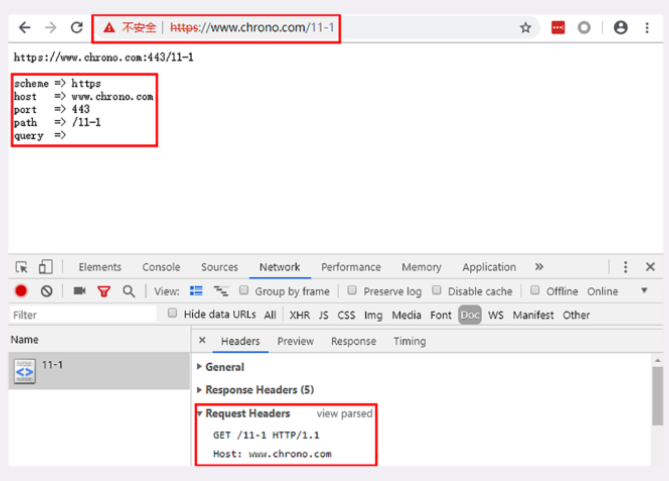 不安全 | https://www.chrono.com/11-1
https://www.chrono.com:443/11-1
scheme => https
host => www.chrono.com
port => 443
path => /11-1
query =>
Elements Console Sources Network Performance Memory Application »
View: Group by frame Preserve log Disable cache Offline Online
Filter Hide data URLs All XHR JS CSS Img Media Font Doc WS Manifest Other
Name
× Headers Preview Response Timing
11-1
General
Response Headers (5)
Request Headers view parsed
GET /11-1 HTTP/1.1
Host: www.chrono.com